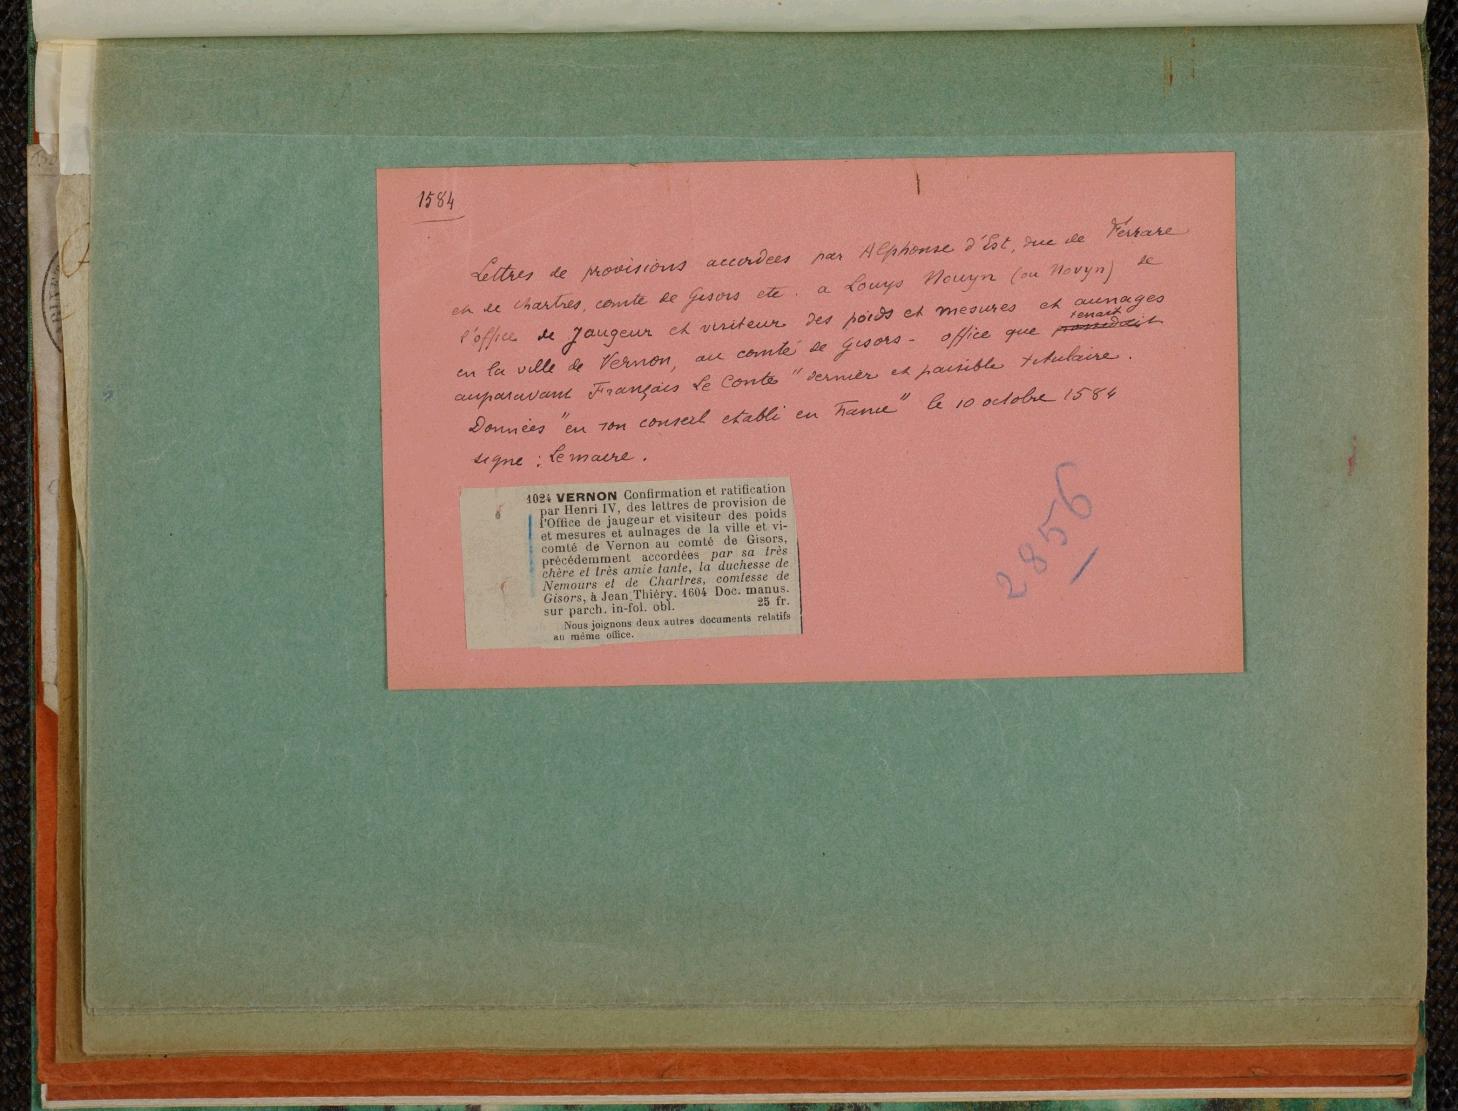 1584
Lettres de provisions accordées par Alphonse d'Est, duc de Ferrare
et de Chartres, comte de Gisors etc. a Louys Nouyn (ou Novyn) de
l'office de Jaugeur et visiteur des poids et mesures et aunages
en la ville de Vernon, au comté de Gisors - office que possédait tenait
auparavant François Le Conte "dernier et paisible titulaire.
Données "en son conseil etabli en France" le 10 octobre 1584
signe : Lemaire.
1024 VERNON Confirmation et ratification
par Henri IV, des lettres de provision de
l'Office de jaugeur et visiteur des poids
et mesures et aulnages de la ville et vi-
comté de Vernon au comté de Gisors,
précédemment accordées par sa très
chère et très amie tante, la duchesse de
Nemours et de Chartres, comtesse de
Gisors, à Jean Thiéry. 1604 Doc. manus.
sur parch. in-fol. obl. 25 fr.
Nous joignons deux autres documents relatifs
au même office.
2856